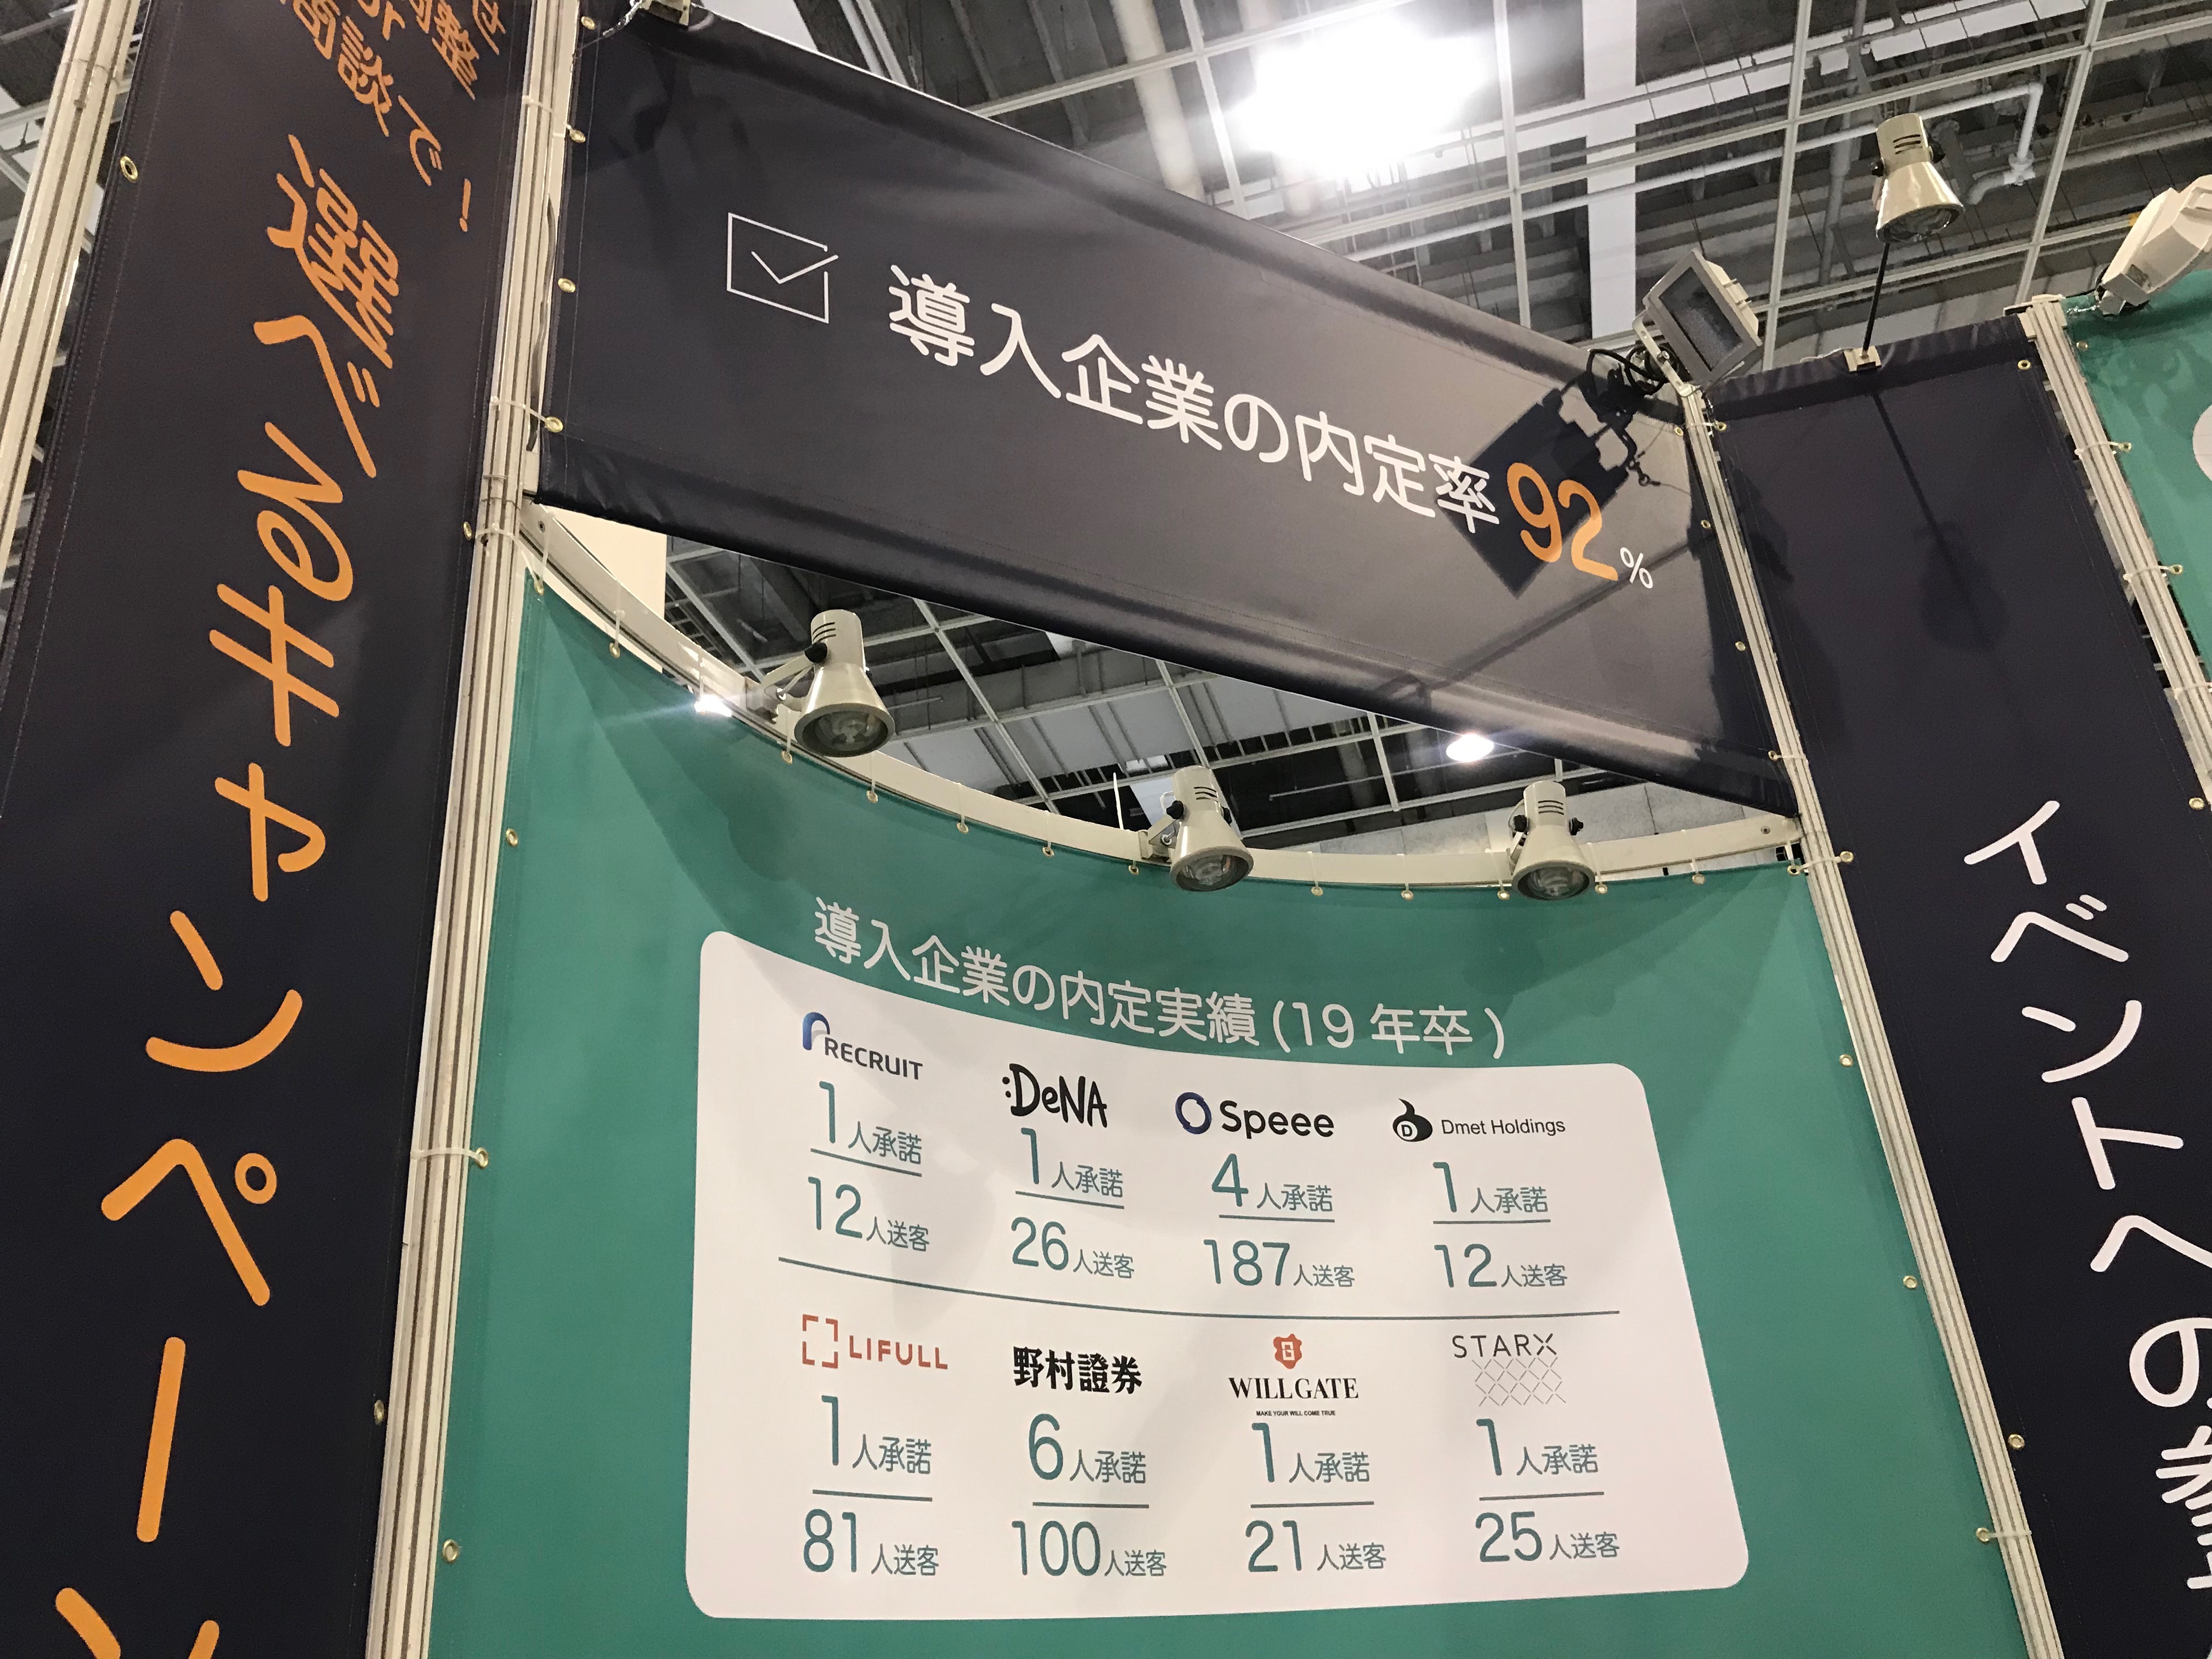 商談で!
選べる
キャンペーン
導入企業の内定率92%
導入企業の内定実績(19年卒)
RECRUIT
1人承諾
12人送客
:DeNA
1人承諾
26人送客
Speee
4人承諾
187人送客
Dmet Holdings
1人承諾
12人送客
LIFULL
1人承諾
81人送客
野村證券
6人承諾
100人送客
WILLGATE
MAKE YOUR WILL COME TRUE
1人承諾
21人送客
STARX
1人承諾
25人送客
イベントへの参